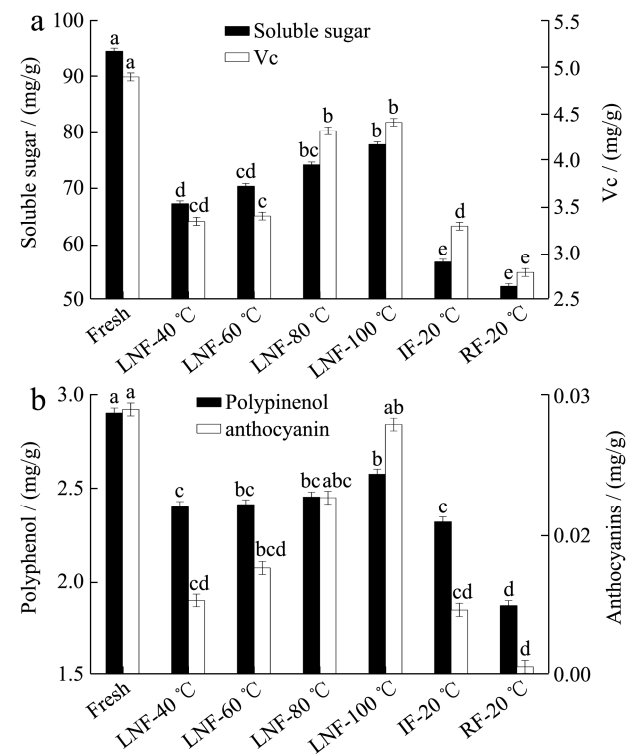 a
Soluble sugar
Vc
Soluble sugar / (mg/g)
100
90
80
70
60
50
5.5
5.0
4.5
4.0
3.5
3.0
2.5
Vc / (mg/g)
a a d cd cd c bc b b b e d e e
Fresh LNF-40 ℃ LNF-60 ℃ LNF-80 ℃ LNF-100 ℃ IF-20 ℃ RF-20 ℃
b
Polypinenol
anthocyanin
Polyphenol / (mg/g)
3.0
2.5
2.0
1.5
0.03
0.02
0.00
Anthocyanins / (mg/g)
a a c cd bc bcd bc abc b ab c cd d d
Fresh LNF-40 ℃ LNF-60 ℃ LNF-80 ℃ LNF-100 ℃ IF-20 ℃ RF-20 ℃